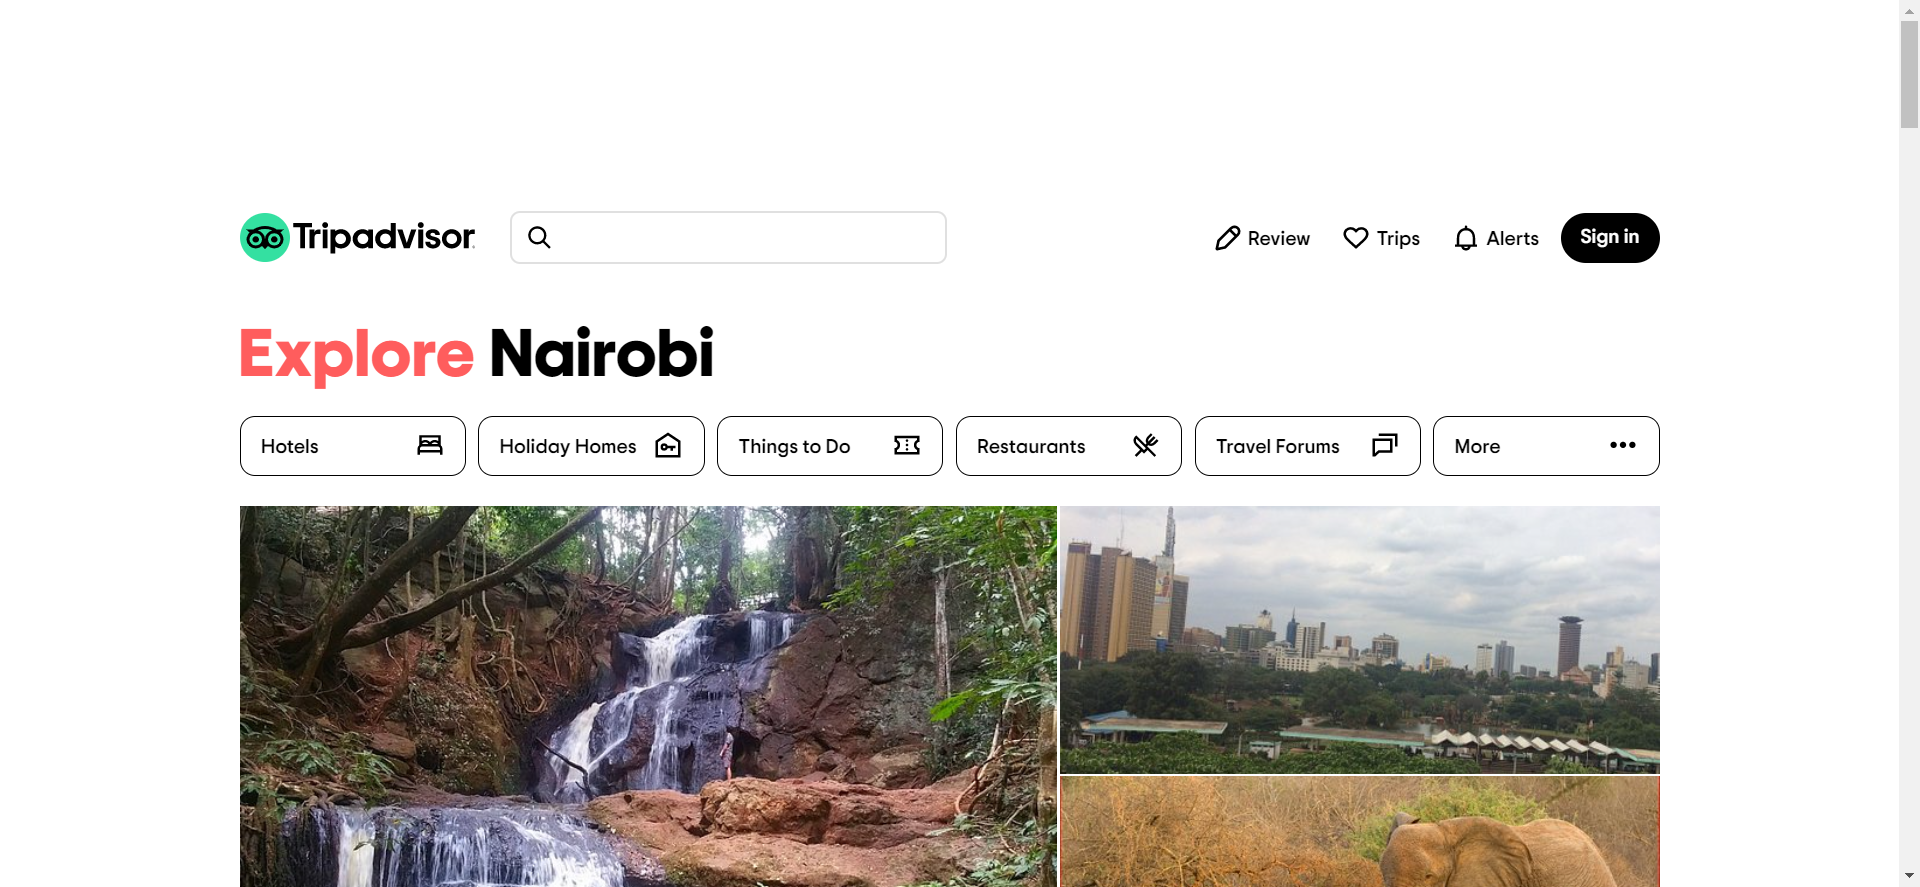 Tripadvisor
Review
Trips
Alerts
Sign in
Explore Nairobi
Hotels
Holiday Homes
Things to Do
Restaurants
Travel Forums
More